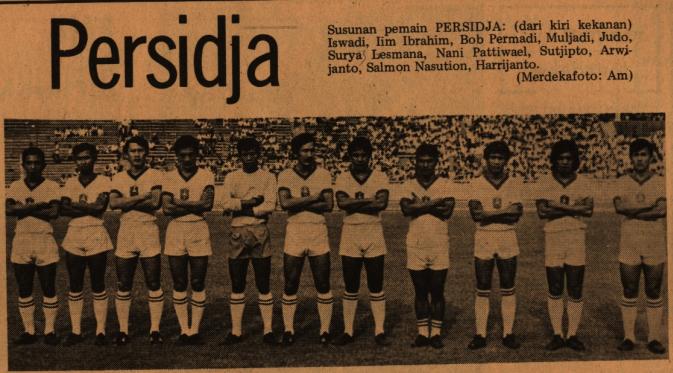 Persidja
Susunan pemain PERSIDJA: (dari kiri kekanan)
Iswadi, Iim Ibrahim, Bob Permadi, Muljadi, Judo,
Surya Lesmana, Nani Pattiwael, Sutjipto, Arwi-
janto, Salmon Nasution, Harrijanto.
(Merdekafoto: Am)